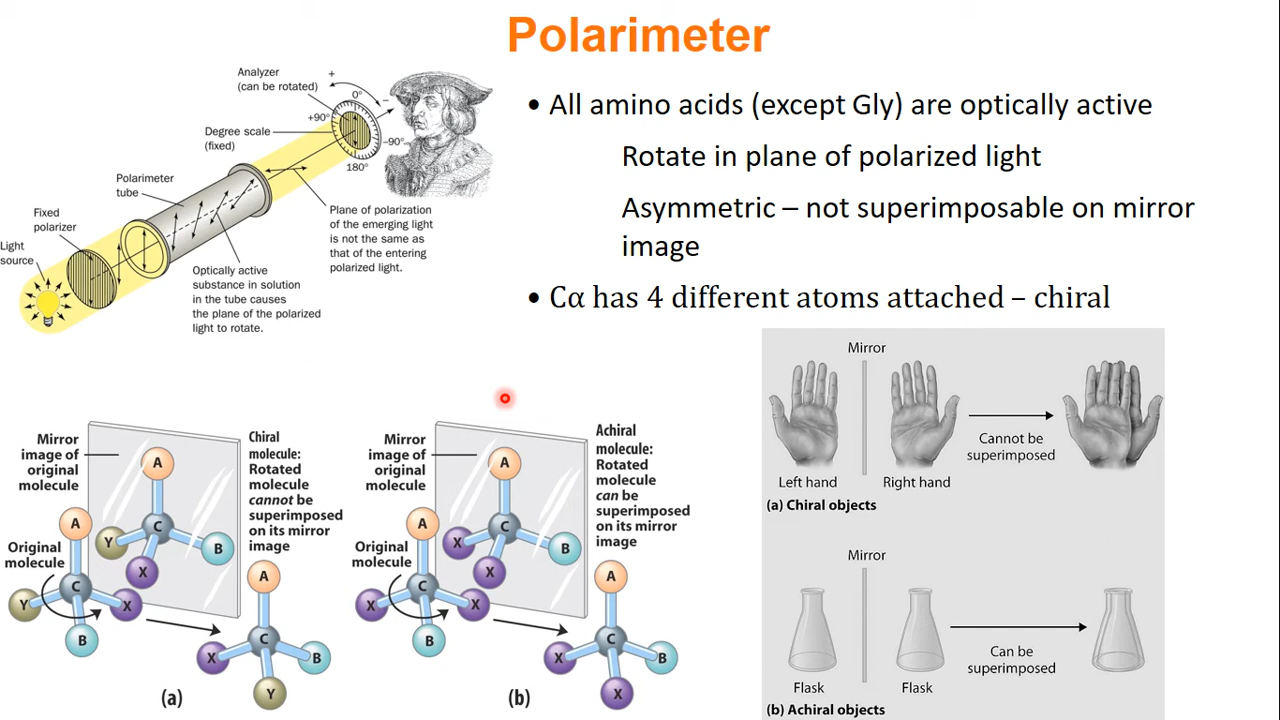 Polarimeter
Analyzer
(can be rotated)
+
0°
–
+90°
–90°
180°
Degree scale
(fixed)
Polarimeter
tube
Fixed
polarizer
Light
source
Plane of polarization
of the emerging light
is not the same as
that of the entering
polarized light.
Optically active
substance in solution
in the tube causes
the plane of the polarized
light to rotate.
• All amino acids (except Gly) are optically active
Rotate in plane of polarized light
Asymmetric – not superimposable on mirror
image
• Cα has 4 different atoms attached – chiral
Mirror
image of
original
molecule
Original
molecule
A
C
Y
B
X
A
C
Y
X
B
Chiral
molecule:
Rotated
molecule
cannot be
superimposed
on its mirror
image
A
C
X
B
Y
(a)
Mirror
image of
original
molecule
Original
molecule
A
C
X
B
X
A
C
X
X
B
Achiral
molecule:
Rotated
molecule
can be
superimposed
on its mirror
image
A
C
X
B
X
(b)
Mirror
Cannot be
superimposed
Left hand
Right hand
(a) Chiral objects
Mirror
Can be
superimposed
Flask
Flask
(b) Achiral objects